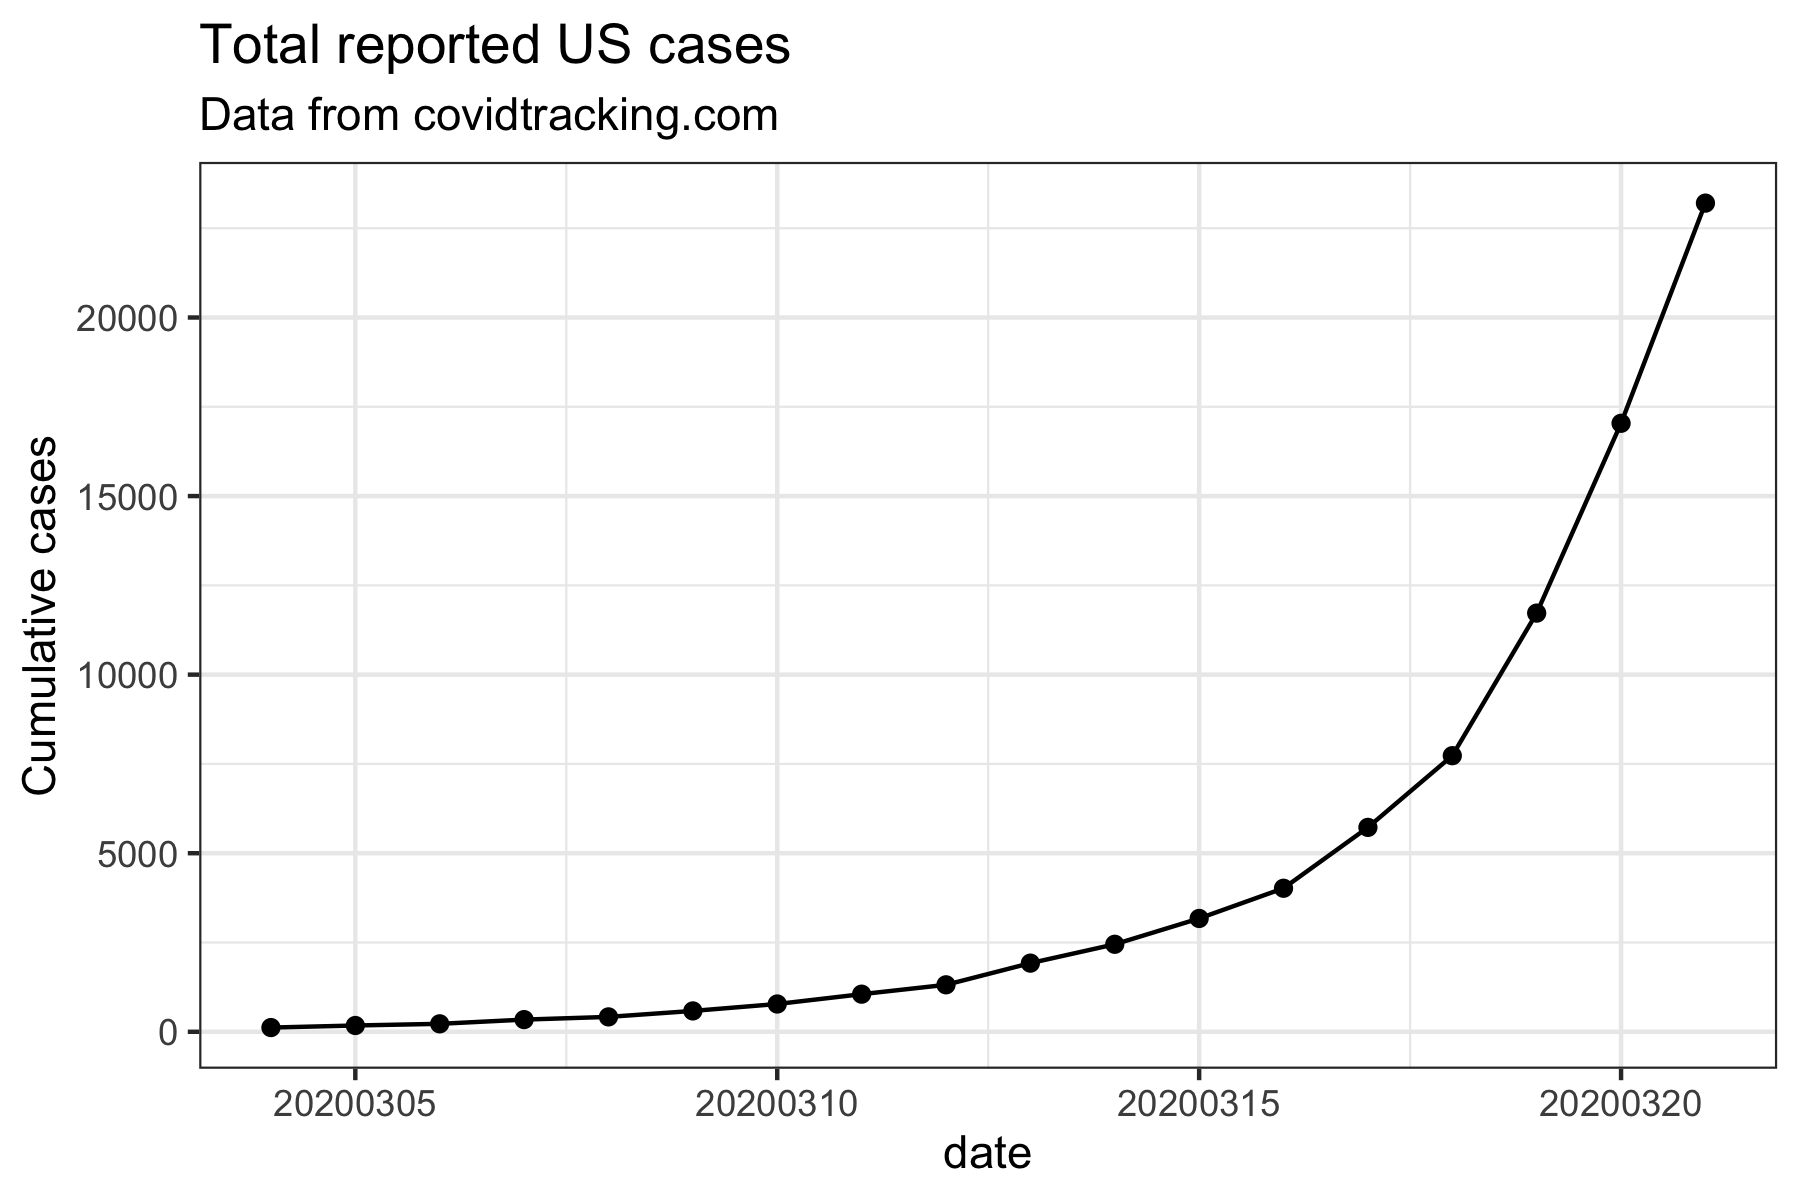 Total reported US cases
Data from covidtracking.com
Cumulative cases
20000
15000
10000
5000
0
20200305 20200310 20200315 20200320
date